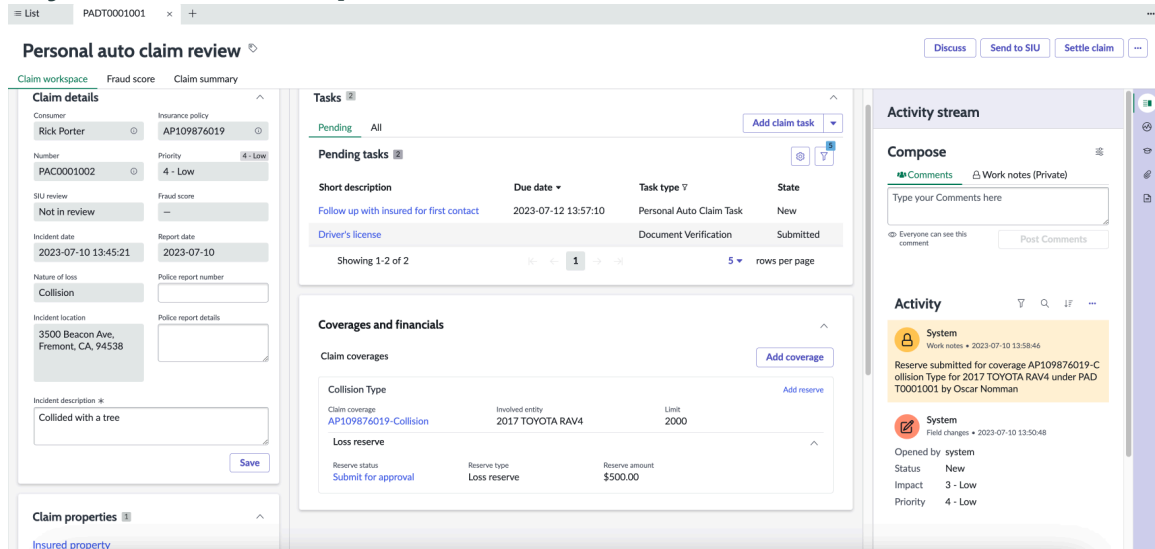 List
PADT0001001
Personal auto claim review
Discuss
Send to SIU
Settle claim
Claim workspace
Fraud score
Claim summary
Claim details
Consumer
Insurance policy
Rick Porter
AP109876019
Number
Priority
4 - Low
PAC0001002
4 - Low
SIU review
Fraud score
Not in review
—
Incident date
Report date
2023-07-10 13:45:21
2023-07-10
Nature of loss
Police report number
Collision
Incident location
Police report details
3500 Beacon Ave,
Fremont, CA, 94538
Incident description *
Collided with a tree
Save
Claim properties 1
Insured property
Tasks 2
Pending
All
Add claim task
Pending tasks 2
5
Short description
Due date
Task type
State
Follow up with insured for first contact
2023-07-12 13:57:10
Personal Auto Claim Task
New
Driver's license
Document Verification
Submitted
Showing 1-2 of 2
1
5
rows per page
Coverages and financials
Claim coverages
Add coverage
Collision Type
Add reserve
Claim coverage
Involved entity
Limit
AP109876019-Collision
2017 TOYOTA RAV4
2000
Loss reserve
Reserve status
Reserve type
Reserve amount
Submit for approval
Loss reserve
$500.00
Activity stream
Compose
Comments
Work notes (Private)
Type your Comments here
Everyone can see this
comment
Post Comments
Activity
System
Work notes • 2023-07-10 13:58:46
Reserve submitted for coverage AP109876019-C
ollision Type for 2017 TOYOTA RAV4 under PAD
T0001001 by Oscar Nomman
System
Field changes • 2023-07-10 13:50:48
Opened by system
Status New
Impact 3 - Low
Priority 4 - Low